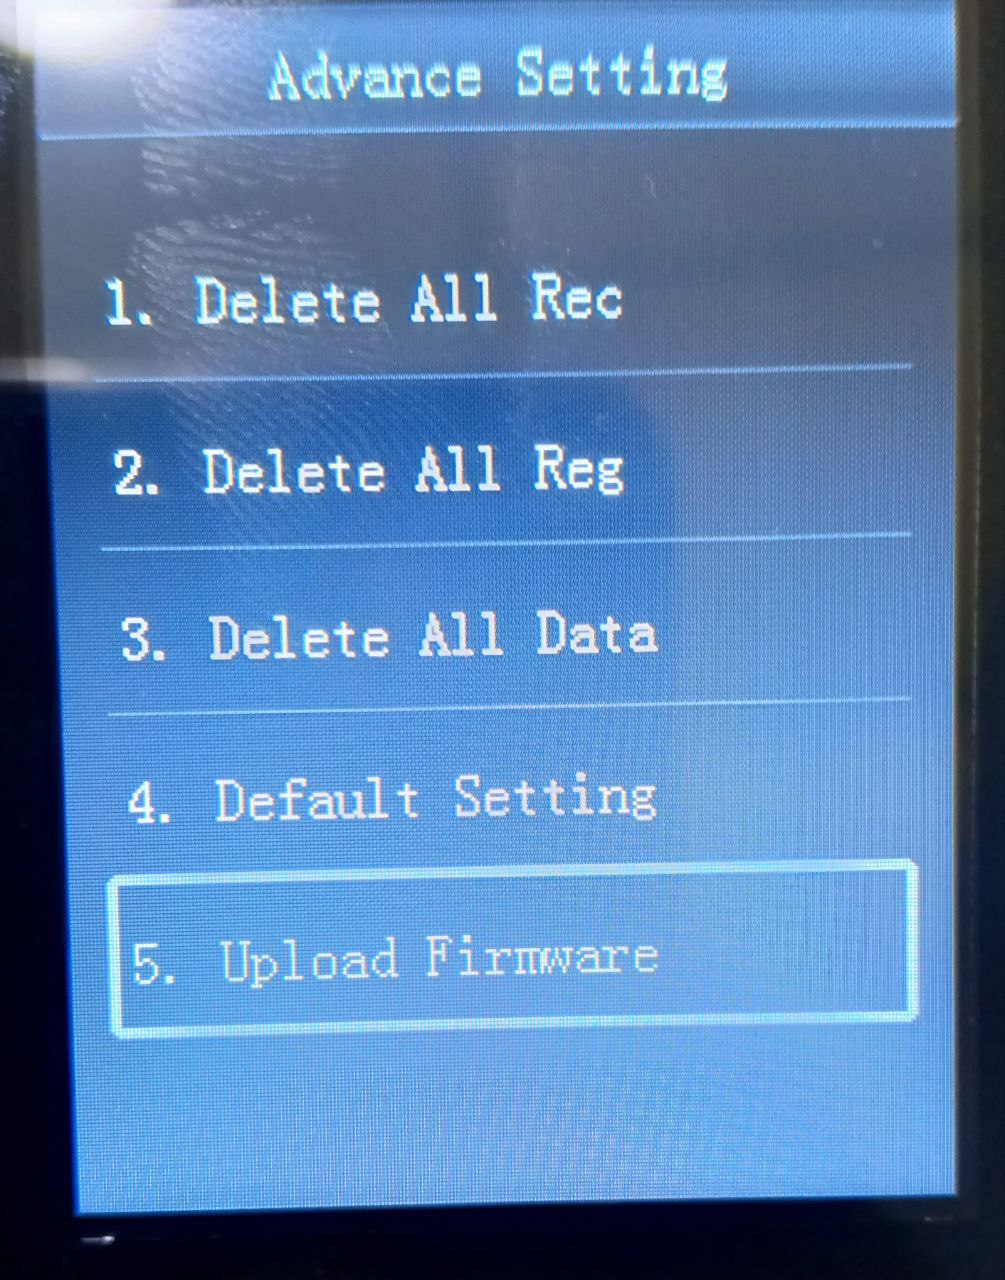 Advance Setting
1. Delete All Rec
2. Delete All Reg
3. Delete All Data
4. Default Setting
5. Upload Firmware